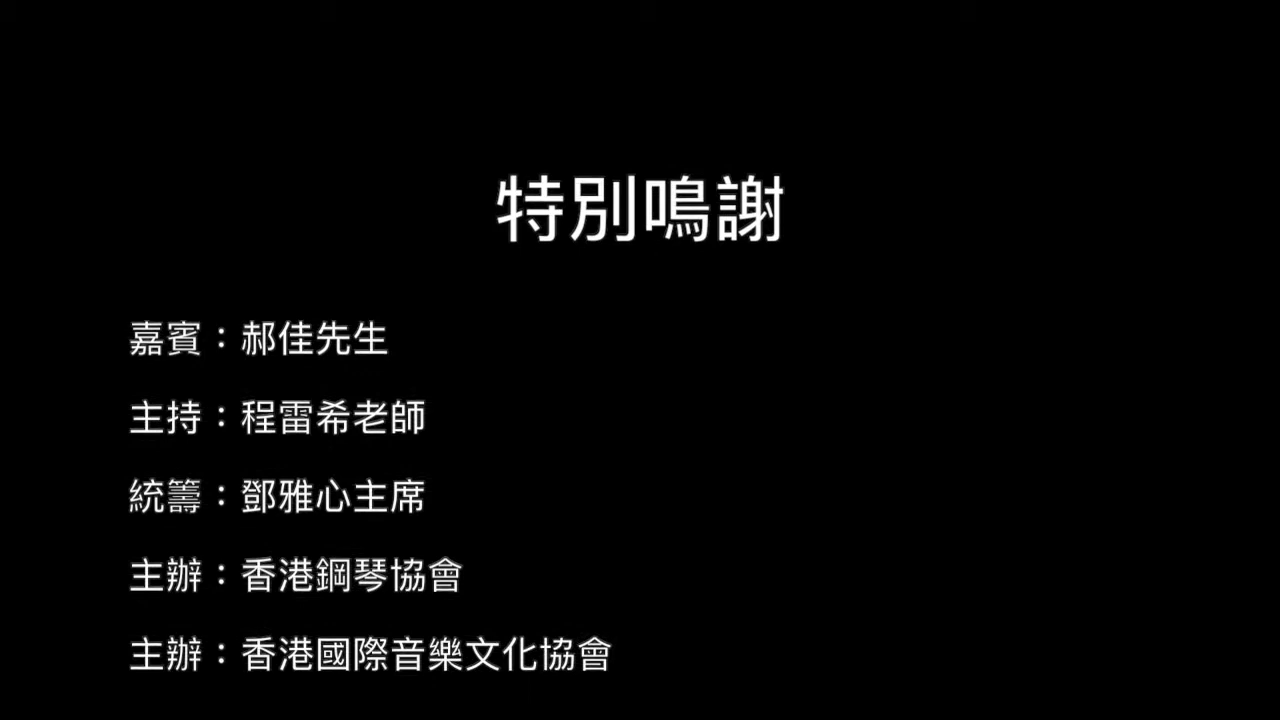 特別鳴謝
嘉賓：郝佳先生
主持：程雷希老師
統籌：鄧雅心主席
主辦：香港鋼琴協會
主辦：香港國際音樂文化協會